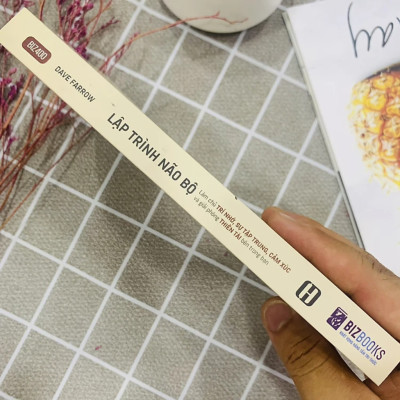 BIZ400
DAVE FARROW
LẬP TRÌNH NÃO BỘ
Làm chủ TRÍ NHỚ, SỰ TẬP TRUNG, CẢM XÚC
và giải phóng THIÊN TÀI bên trong bạn
H
BIZBOOKS
ay